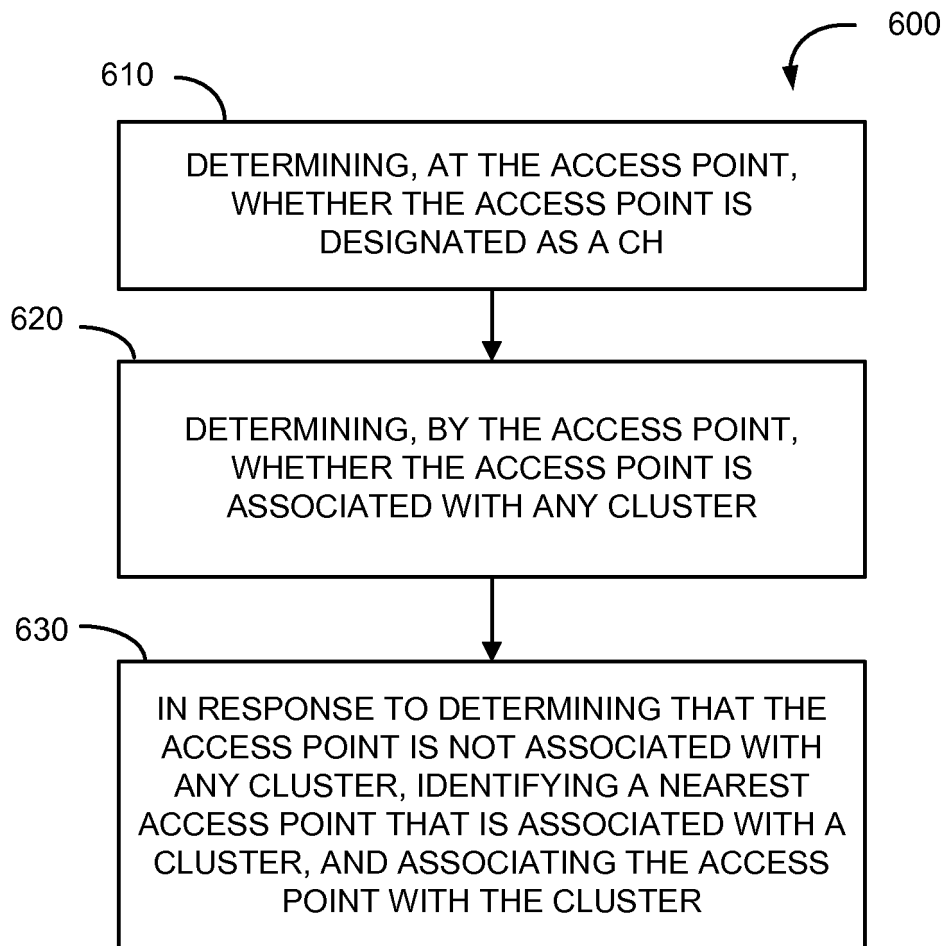 600
610
DETERMINING, AT THE ACCESS POINT,
WHETHER THE ACCESS POINT IS
DESIGNATED AS A CH
620
DETERMINING, BY THE ACCESS POINT,
WHETHER THE ACCESS POINT IS
ASSOCIATED WITH ANY CLUSTER
630
IN RESPONSE TO DETERMINING THAT THE
ACCESS POINT IS NOT ASSOCIATED WITH
ANY CLUSTER, IDENTIFYING A NEAREST
ACCESS POINT THAT IS ASSOCIATED WITH A
CLUSTER, AND ASSOCIATING THE ACCESS
POINT WITH THE CLUSTER